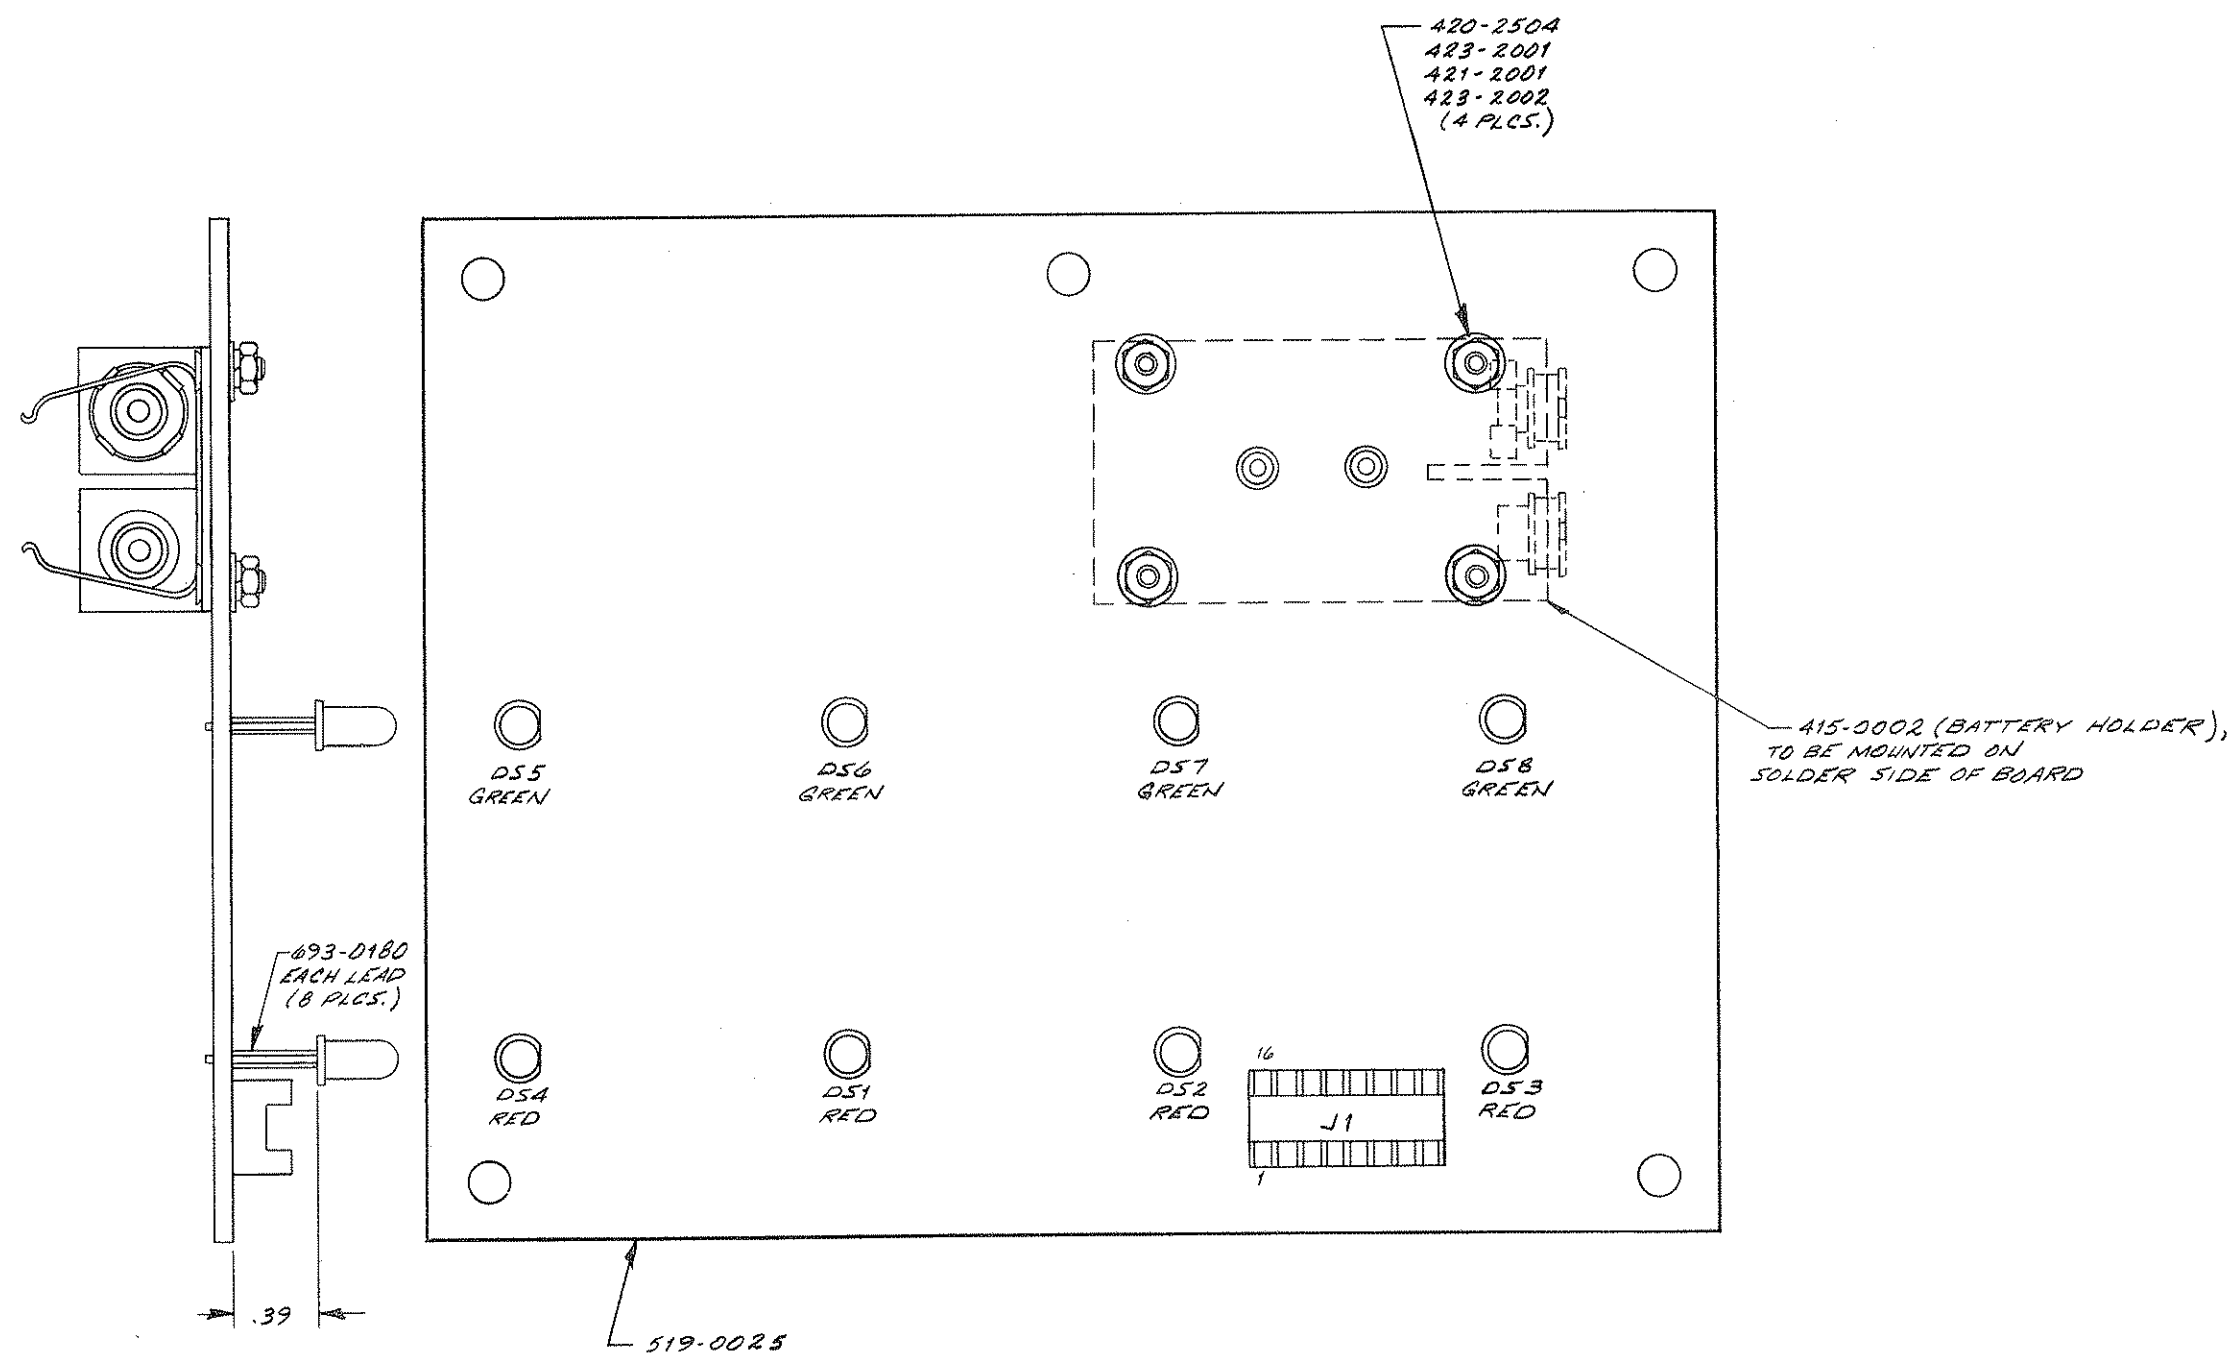 420-2504
423-2001
421-2001
423-2002
(4 PLCS.)
415-0002 (BATTERY HOLDER),
TO BE MOUNTED ON
SOLDER SIDE OF BOARD
DS5
GREEN
DS6
GREEN
DS7
GREEN
DS8
GREEN
693-0180
EACH LEAD
(8 PLCS.)
DS4
RED
DS1
RED
DS2
RED
16
J1
1
DS3
RED
.39
519-0025